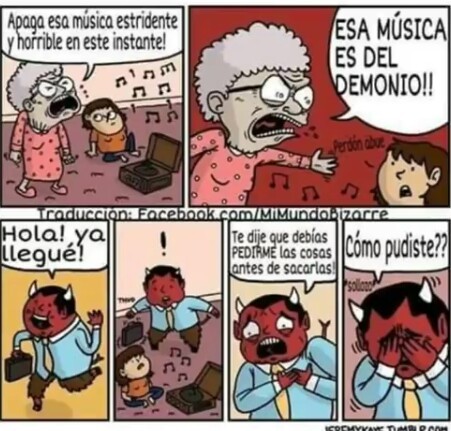 Apaga esa música estridente
y horrible en este instante!
ESA MÚSICA
ES DEL
DEMONIO!!
Perdón abue
Traducción: Facebook.com/MiMundoBizarre
Hola! ya
llegué!
!
THUD
Te dije que debías
PEDIRME las cosas
antes de sacarlas!
Cómo pudiste??
*sollozo*
JEREMYKAYE.TUMBLR.COM